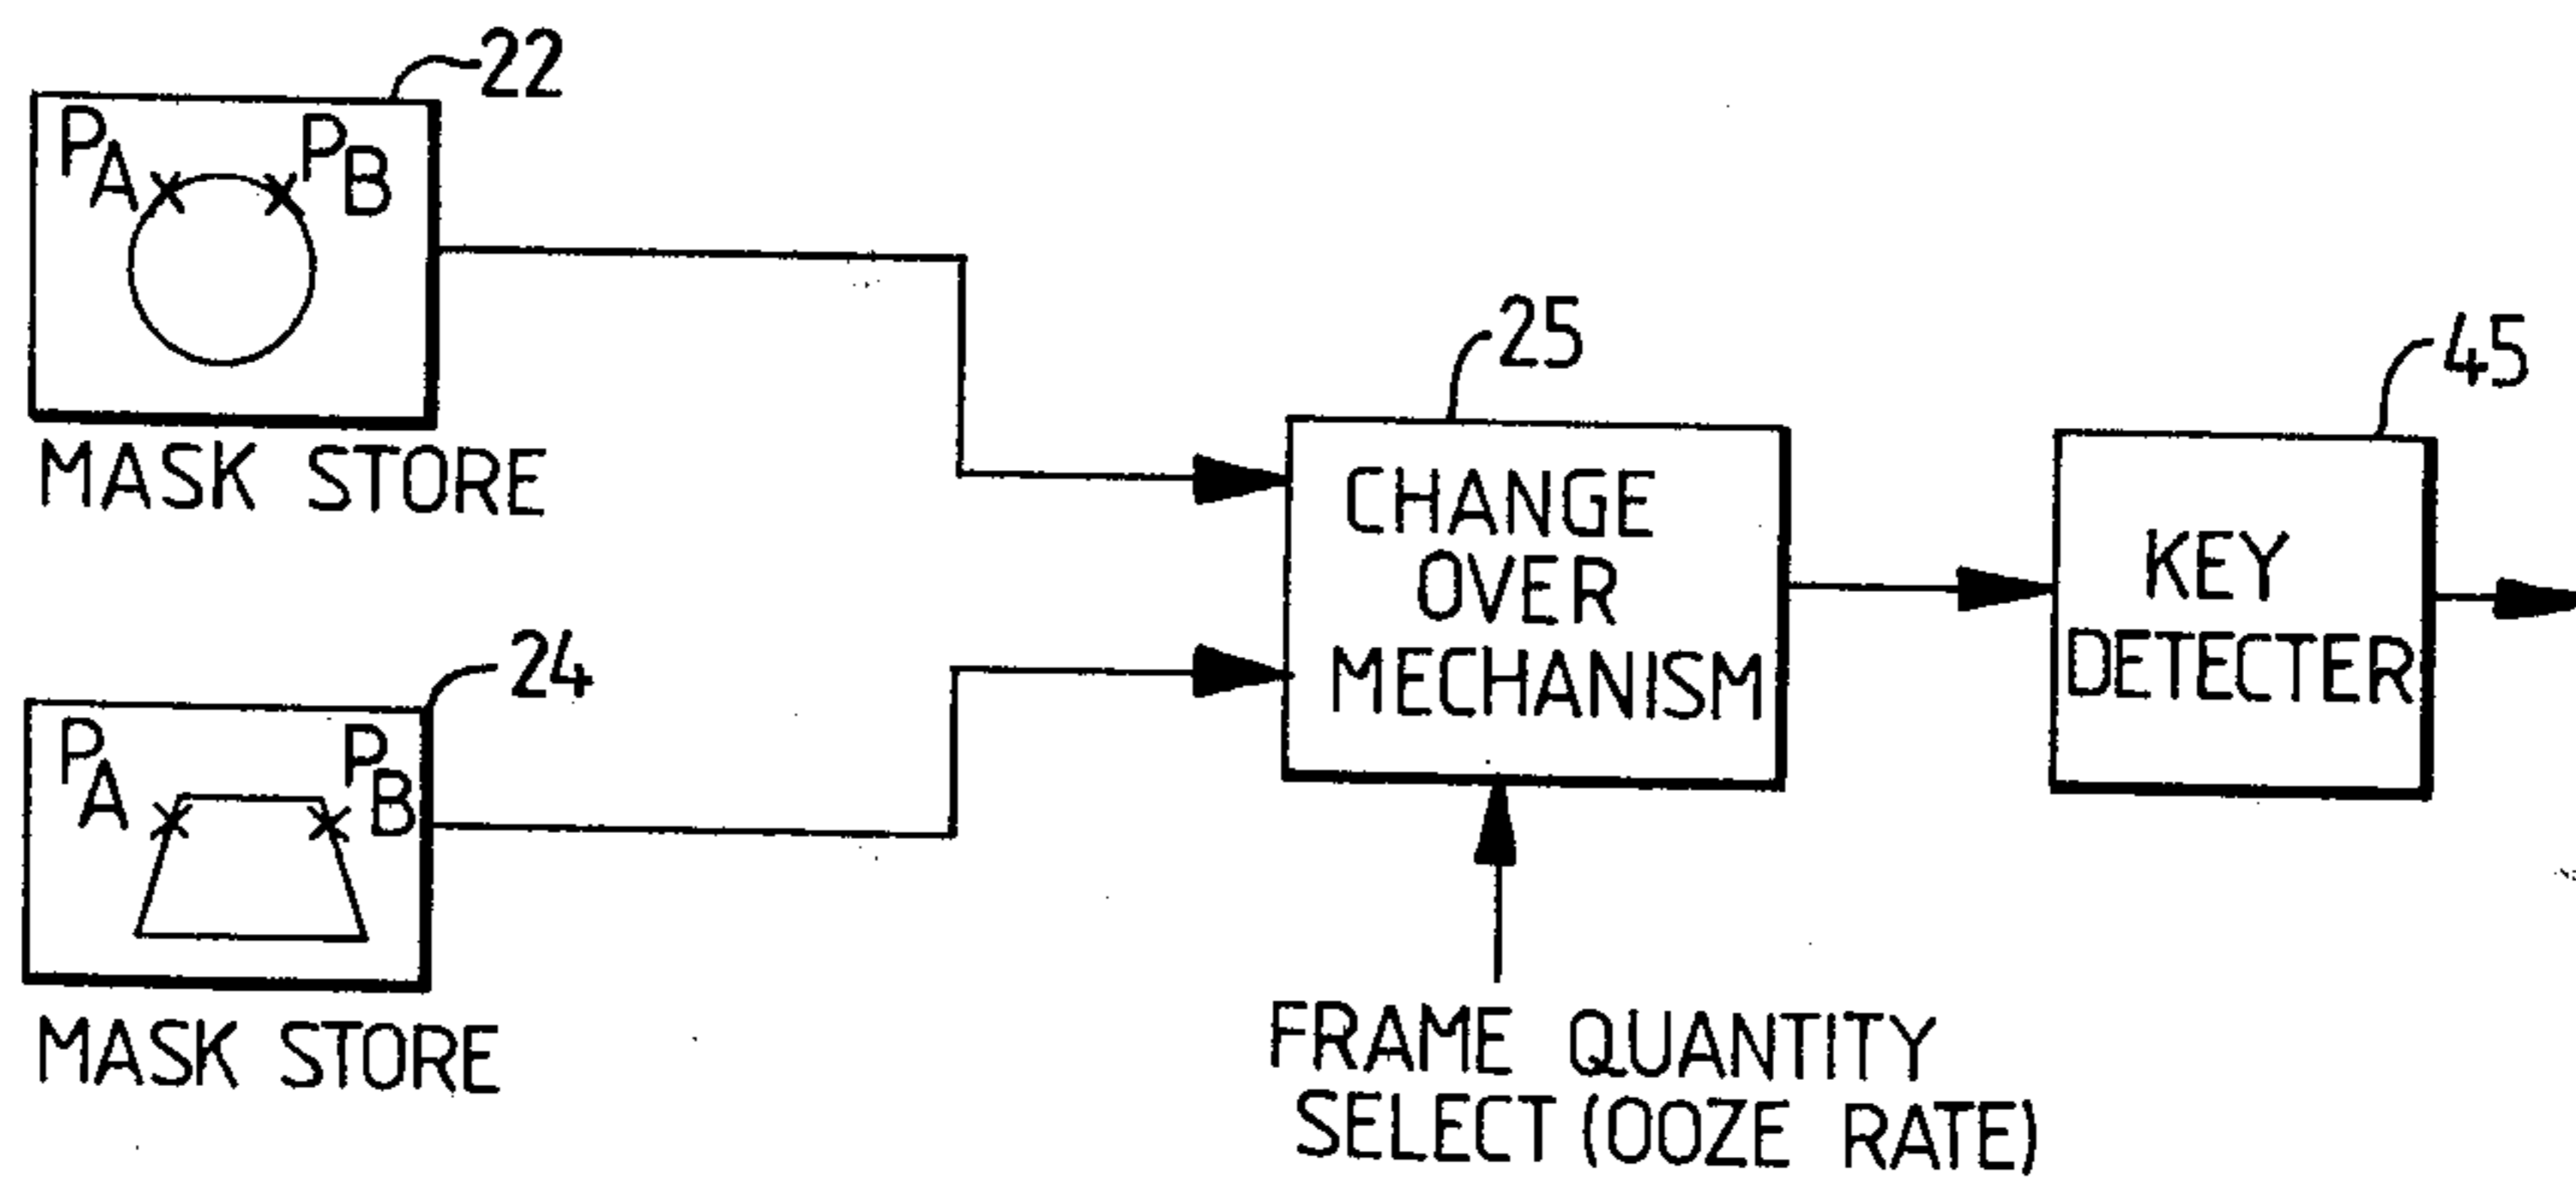 22
PA PB
MASK STORE
25
CHANGE
OVER
MECHANISM
45
KEY
DETECTER
24
PA PB
MASK STORE
FRAME QUANTITY
SELECT (OOZE RATE)